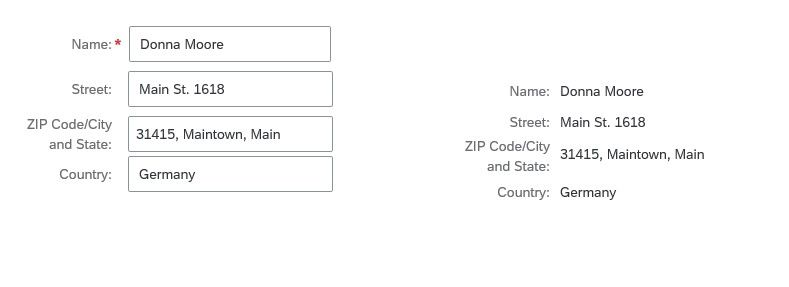 Name: * Donna Moore
Street: Main St. 1618
ZIP Code/City
and State: 31415, Maintown, Main
Country: Germany
Name: Donna Moore
Street: Main St. 1618
ZIP Code/City
and State: 31415, Maintown, Main
Country: Germany